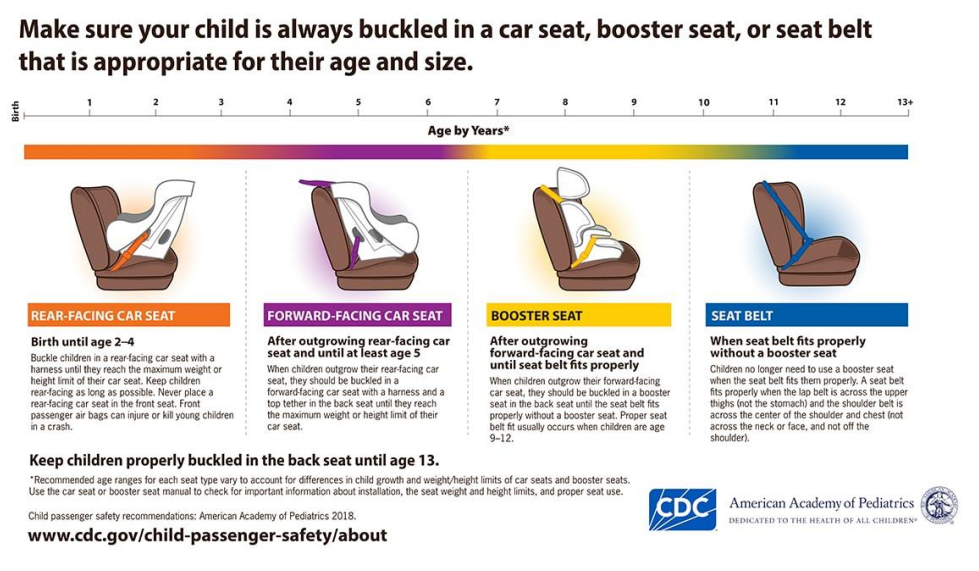 Make sure your child is always buckled in a car seat, booster seat, or seat belt
that is appropriate for their age and size.
Birth
1 2 3 4 5 6 7 8 9 10 11 12 13+
Age by Years*
REAR-FACING CAR SEAT
Birth until age 2–4
Buckle children in a rear-facing car seat with a
harness until they reach the maximum weight or
height limit of their car seat. Keep children
rear-facing as long as possible. Never place a
rear-facing car seat in the front seat. Front
passenger air bags can injure or kill young children
in a crash.
FORWARD-FACING CAR SEAT
After outgrowing rear-facing car
seat and until at least age 5
When children outgrow their rear-facing car
seat, they should be buckled in a
forward-facing car seat with a harness and a
top tether in the back seat until they reach
the maximum weight or height limit of their
car seat.
BOOSTER SEAT
After outgrowing
forward-facing car seat and
until seat belt fits properly
When children outgrow their forward-facing
car seat, they should be buckled in a booster
seat in the back seat until the seat belt fits
properly without a booster seat. Proper seat
belt fit usually occurs when children are age
9–12.
SEAT BELT
When seat belt fits properly
without a booster seat
Children no longer need to use a booster seat
when the seat belt fits them properly. A seat belt
fits properly when the lap belt is across the upper
thighs (not the stomach) and the shoulder belt is
across the center of the shoulder and chest (not
across the neck or face, and not off the
shoulder).
Keep children properly buckled in the back seat until age 13.
*Recommended age ranges for each seat type vary to account for differences in child growth and weight/height limits of car seats and booster seats.
Use the car seat or booster seat manual to check for important information about installation, the seat weight and height limits, and proper seat use.
Child passenger safety recommendations: American Academy of Pediatrics 2018.
www.cdc.gov/child-passenger-safety/about
CDC
American Academy of Pediatrics
DEDICATED TO THE HEALTH OF ALL CHILDREN®